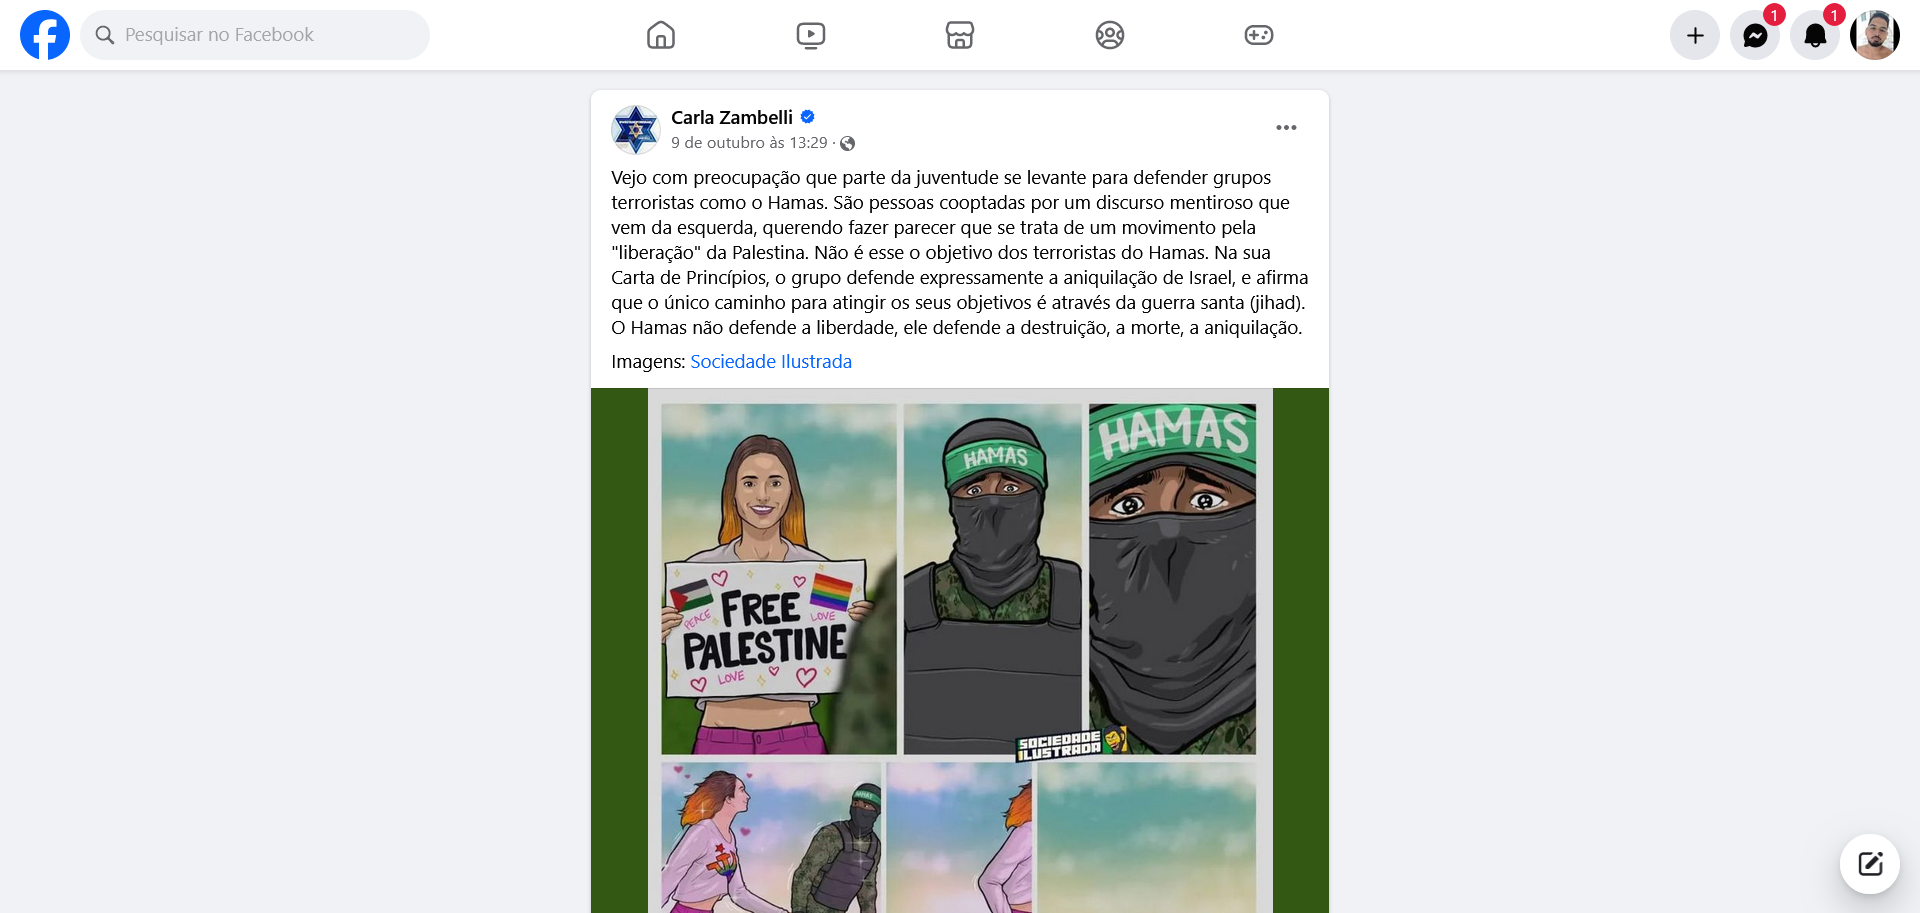 Pesquisar no Facebook
1
1
Carla Zambelli
9 de outubro às 13:29 ·
Vejo com preocupação que parte da juventude se levante para defender grupos
terroristas como o Hamas. São pessoas cooptadas por um discurso mentiroso que
vem da esquerda, querendo fazer parecer que se trata de um movimento pela
"liberação" da Palestina. Não é esse o objetivo dos terroristas do Hamas. Na sua
Carta de Princípios, o grupo defende expressamente a aniquilação de Israel, e afirma
que o único caminho para atingir os seus objetivos é através da guerra santa (jihad).
O Hamas não defende a liberdade, ele defende a destruição, a morte, a aniquilação.
Imagens: Sociedade Ilustrada
PEACE
FREE
LOVE
PALESTINE
LOVE
HAMAS
HAMAS
SOCIEDADE
ILUSTRADA
HAMAS